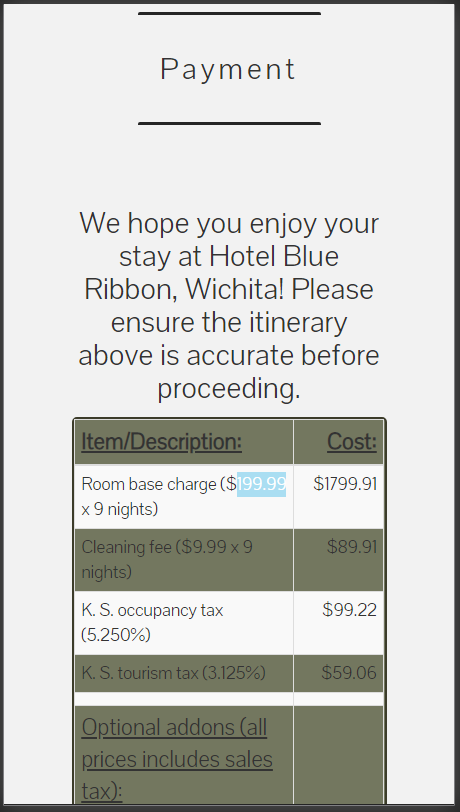 Payment
We hope you enjoy your
stay at Hotel Blue
Ribbon, Wichita! Please
ensure the itinerary
above is accurate before
proceeding.
Item/Description: Cost:
Room base charge ($199.99 $1799.91
x 9 nights)
Cleaning fee ($9.99 x 9 $89.91
nights)
K. S. occupancy tax $99.22
(5.250%)
K. S. tourism tax (3.125%) $59.06
Optional addons (all
prices includes sales
tax):